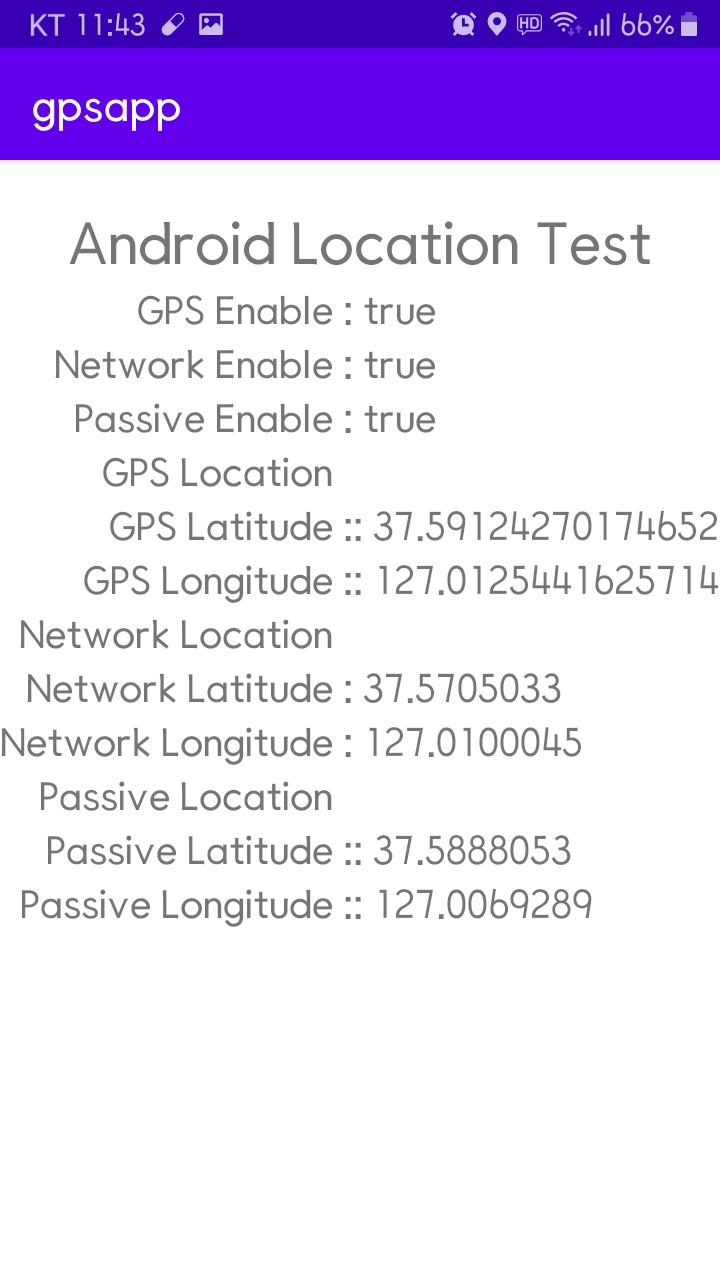 KT 11:43 HD 66%
gpsapp
Android Location Test
GPS Enable : true
Network Enable : true
Passive Enable : true
GPS Location
GPS Latitude :: 37.59124270174652
GPS Longitude :: 127.0125441625714
Network Location
Network Latitude : 37.5705033
Network Longitude : 127.0100045
Passive Location
Passive Latitude :: 37.5888053
Passive Longitude :: 127.0069289